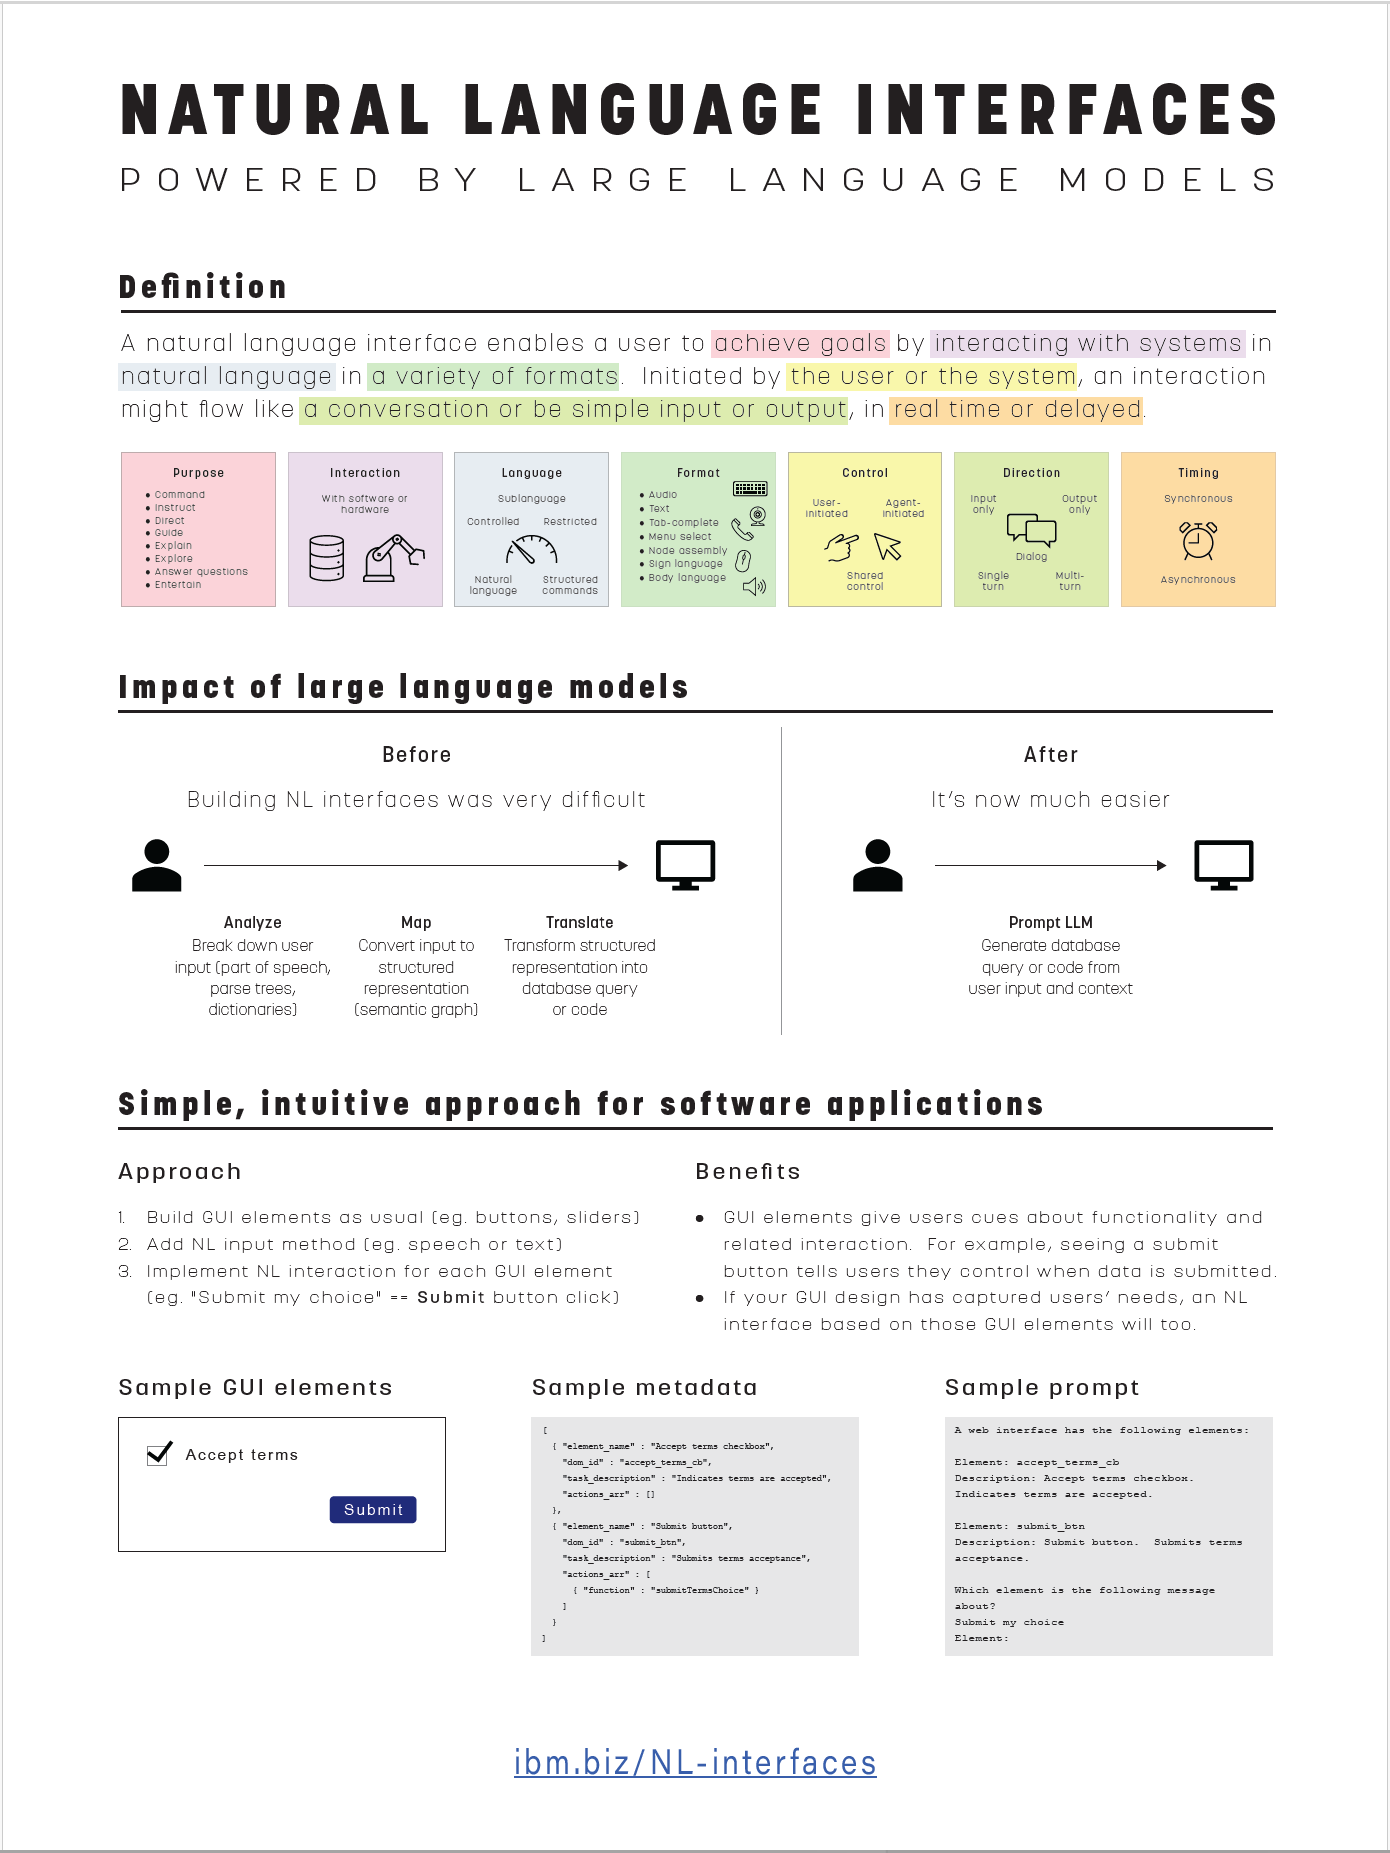 NATURAL LANGUAGE INTERFACES
POWERED BY LARGE LANGUAGE MODELS
Definition
A natural language interface enables a user to achieve goals by interacting with systems in
natural language in a variety of formats.  Initiated by the user or the system, an interaction
might flow like a conversation or be simple input or output, in real time or delayed.
Purpose
● Command
● Instruct
● Direct
● Guide
● Explain
● Explore
● Answer questions
● Entertain
Interaction
With software or
hardware
Language
Sublanguage
Controlled Restricted
Natural
language
Structured
commands
Format
● Audio
● Text
● Tab-complete
● Menu select
● Node assembly
● Sign language
● Body language
Control
User-
initiated
Agent-
initiated
Shared
control
Direction
Input
only
Output
only
Dialog
Single
turn
Multi-
turn
Timing
Synchronous
Asynchronous
Impact of large language models
Before
Building NL interfaces was very difficult
Analyze
Break down user
input (part of speech,
parse trees,
dictionaries)
Map
Convert input to
structured
representation
(semantic graph)
Translate
Transform structured
representation into
database query
or code
After
It's now much easier
Prompt LLM
Generate database
query or code from
user input and context
Simple, intuitive approach for software applications
Approach
1. Build GUI elements as usual (eg. buttons, sliders)
2. Add NL input method (eg. speech or text)
3. Implement NL interaction for each GUI element
(eg. "Submit my choice" == Submit button click)
Benefits
● GUI elements give users cues about functionality and
related interaction.  For example, seeing a submit
button tells users they control when data is submitted.
● If your GUI design has captured users' needs, an NL
interface based on those GUI elements will too.
Sample GUI elements
Accept terms
Submit
Sample metadata
[
{ "element_name" : "Accept terms checkbox",
"dom_id" : "accept_terms_cb",
"task_description" : "Indicates terms are accepted",
"actions_arr" : []
},
{ "element_name" : "Submit button",
"dom_id" : "submit_btn",
"task_description" : "Submits terms acceptance",
"actions_arr" : [
{ "function" : "submitTermsChoice" }
]
}
]
Sample prompt
A web interface has the following elements:
Element: accept_terms_cb
Description: Accept terms checkbox.
Indicates terms are accepted.
Element: submit_btn
Description: Submit button.  Submits terms
acceptance.
Which element is the following message
about?
Submit my choice
Element:
ibm.biz/NL-interfaces